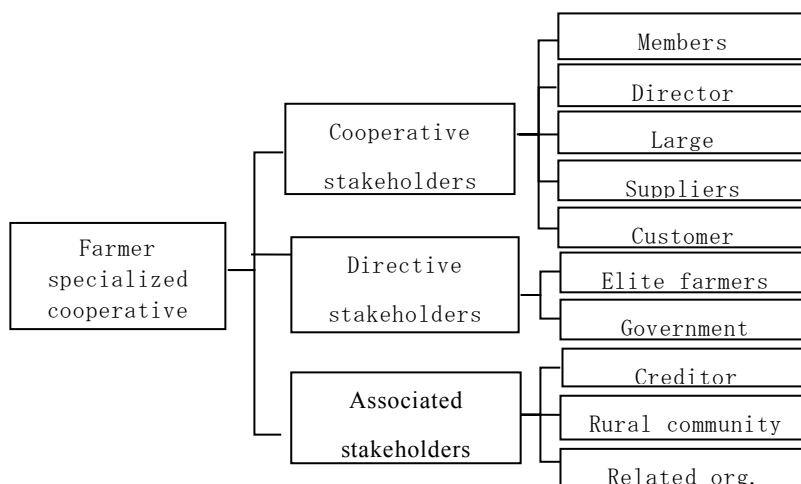 Members
Director
Cooperative
stakeholders
Large
Suppliers
Customer
Farmer
specialized
cooperative
Directive
stakeholders
Elite farmers
Government
Associated
stakeholders
Creditor
Rural community
Related org.